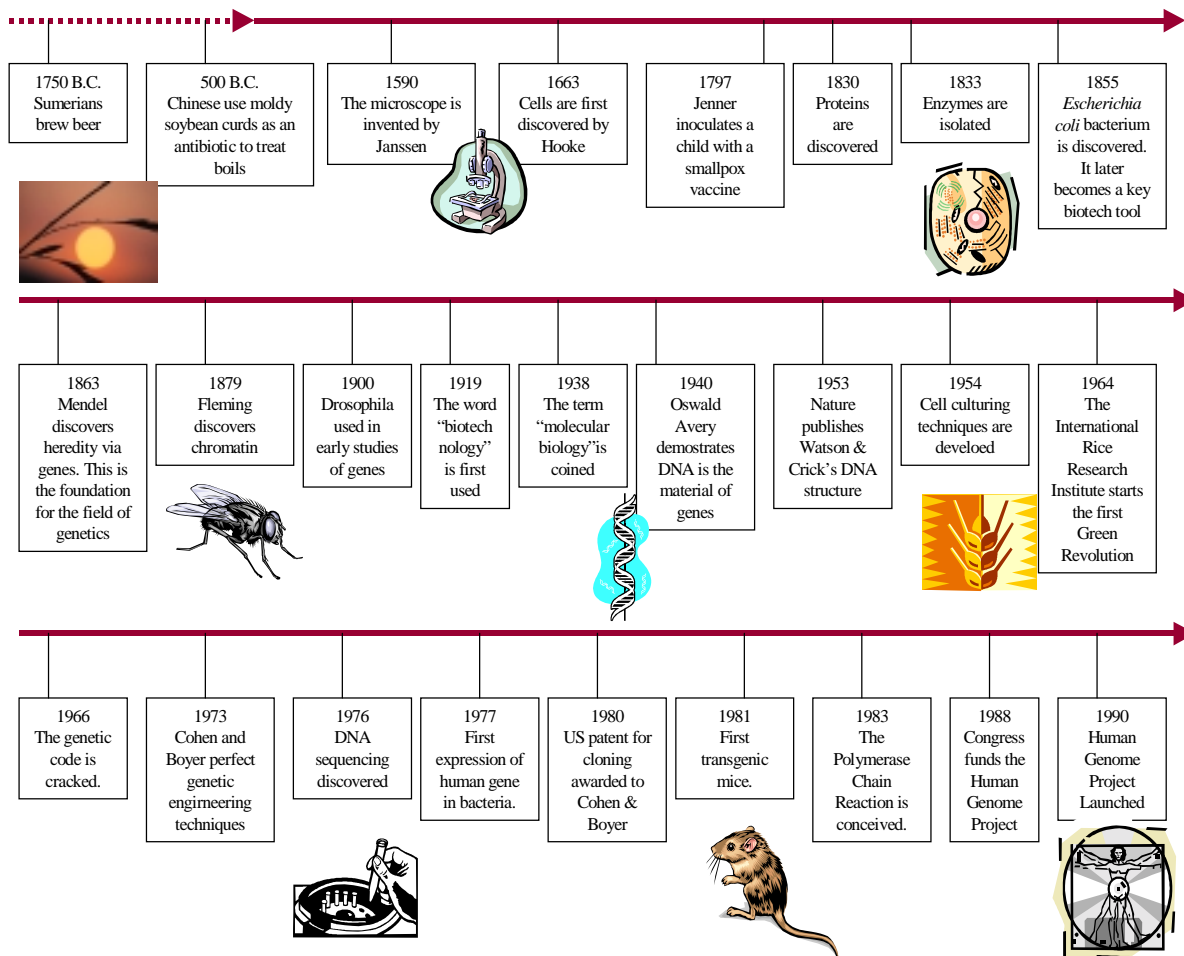 1750 B.C.
Sumerians
brew beer
500 B.C.
Chinese use moldy
soybean curds as an
antibiotic to treat
boils
1590
The microscope is
invented by
Janssen
1663
Cells are first
discovered by
Hooke
1797
Jenner
inoculates a
child with a
smallpox
vaccine
1830
Proteins
are
discovered
1833
Enzymes are
isolated
1855
Escherichia
coli bacterium
is discovered.
It later
becomes a key
biotech tool
1863
Mendel
discovers
heredity via
genes. This is
the foundation
for the field of
genetics
1879
Fleming
discovers
chromatin
1900
Drosophila
used in
early studies
of genes
1919
The word
“biotech
nology”
is first
used
1938
The term
“molecular
biology”is
coined
1940
Oswald
Avery
demostrates
DNA is the
material of
genes
1953
Nature
publishes
Watson &
Crick’s DNA
structure
1954
Cell culturing
techniques are
develoed
1964
The
International
Rice
Research
Institute starts
the first
Green
Revolution
1966
The genetic
code is
cracked.
1973
Cohen and
Boyer perfect
genetic
engirneering
techniques
1976
DNA
sequencing
discovered
1977
First
expression of
human gene
in bacteria.
1980
US patent for
cloning
awarded to
Cohen &
Boyer
1981
First
transgenic
mice.
1983
The
Polymerase
Chain
Reaction is
conceived.
1988
Congress
funds the
Human
Genome
Project
1990
Human
Genome
Project
Launched